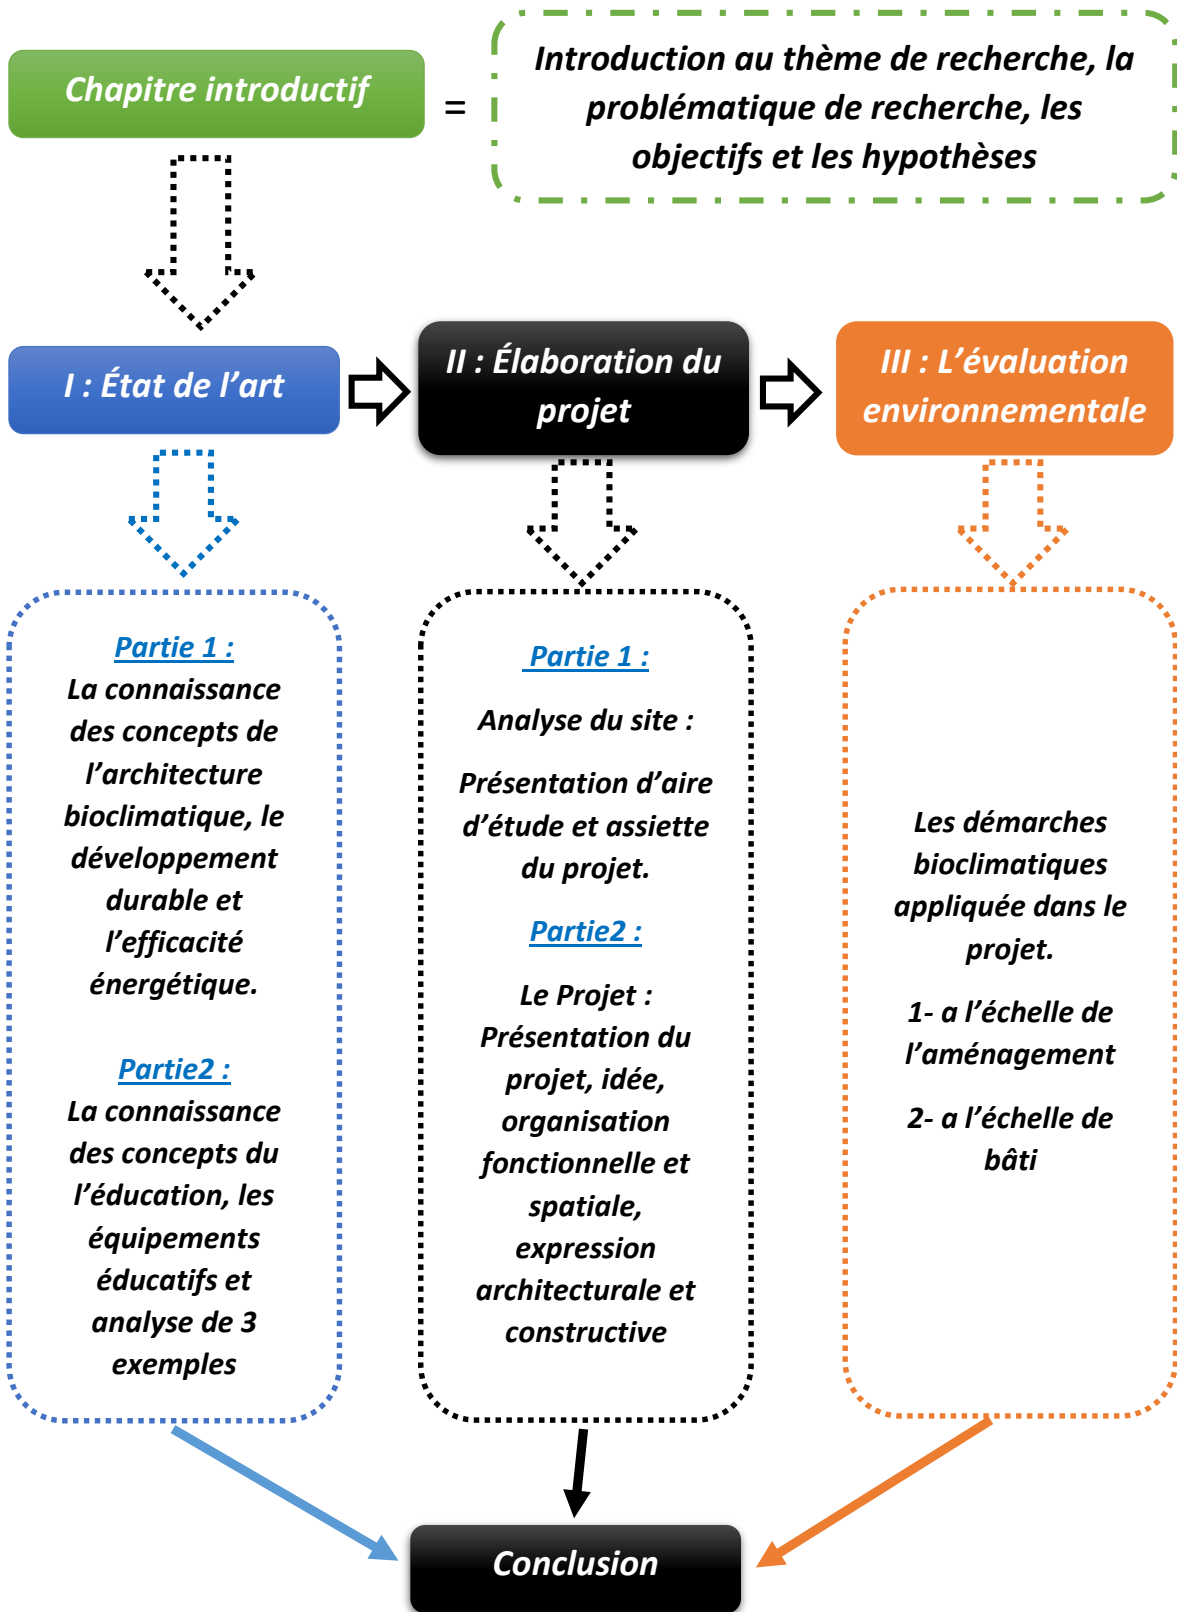 Chapitre introductif
=
Introduction au thème de recherche, la
problématique de recherche, les
objectifs et les hypothèses
I : État de l’art
II : Élaboration du
projet
III : L’évaluation
environnementale
Partie 1 :
La connaissance
des concepts de
l’architecture
bioclimatique, le
développement
durable et
l’efficacité
énergétique.
Partie2 :
La connaissance
des concepts du
l’éducation, les
équipements
éducatifs et
analyse de 3
exemples
Partie 1 :
Analyse du site :
Présentation d’aire
d’étude et assiette
du projet.
Partie2 :
Le Projet :
Présentation du
projet, idée,
organisation
fonctionnelle et
spatiale,
expression
architecturale et
constructive
Les démarches
bioclimatiques
appliquée dans le
projet.
1- a l’échelle de
l’aménagement
2- a l’échelle de
bâti
Conclusion